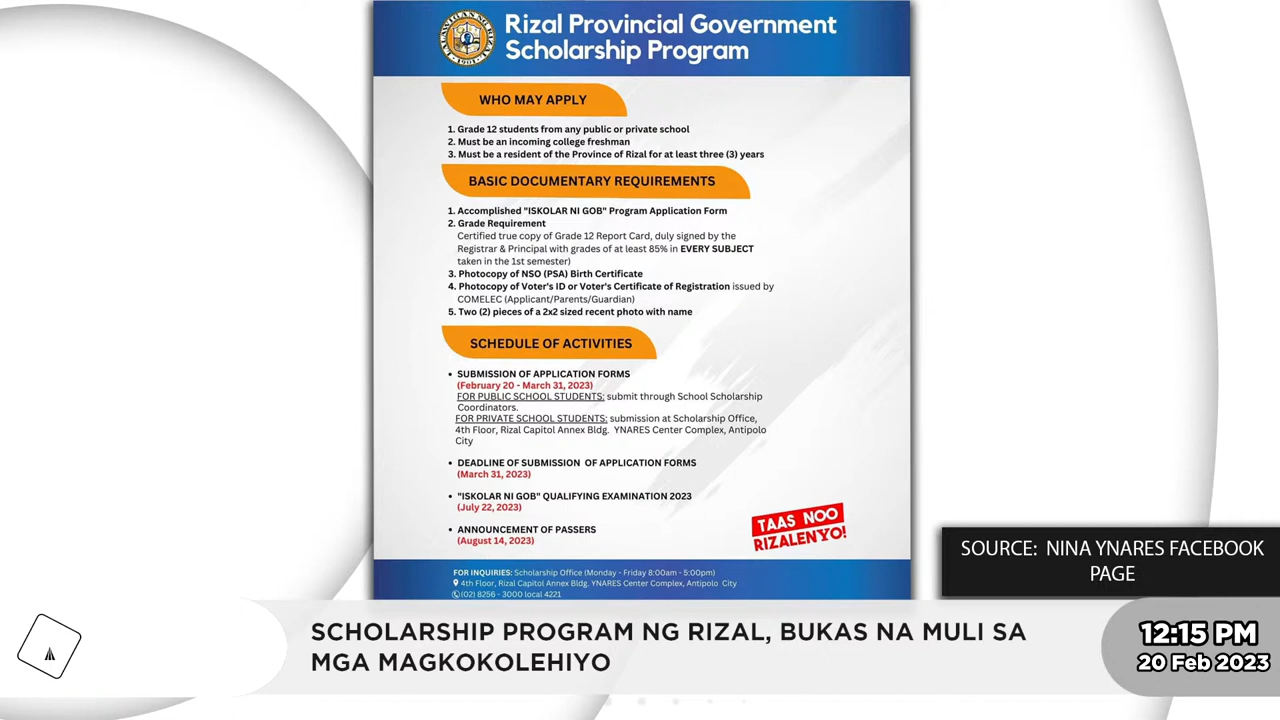 Rizal Provincial Government
Scholarship Program
WHO MAY APPLY
1. Grade 12 students from any public or private school
2. Must be an incoming college freshman
3. Must be a resident of the Province of Rizal for at least three (3) years
BASIC DOCUMENTARY REQUIREMENTS
1. Accomplished "ISKOLAR NI GOB" Program Application Form
2. Grade Requirement
Certified true copy of Grade 12 Report Card, duly signed by the
Registrar & Principal with grades of at least 85% in EVERY SUBJECT
taken in the 1st semester)
3. Photocopy of NSO (PSA) Birth Certificate
4. Photocopy of Voter's ID or Voter's Certificate of Registration issued by
COMELEC (Applicant/Parents/Guardian)
5. Two (2) pieces of a 2x2 sized recent photo with name
SCHEDULE OF ACTIVITIES
• SUBMISSION OF APPLICATION FORMS
(February 20 - March 31, 2023)
FOR PUBLIC SCHOOL STUDENTS: submit through School Scholarship
Coordinators.
FOR PRIVATE SCHOOL STUDENTS: submission at Scholarship Office,
4th Floor, Rizal Capitol Annex Bldg. YNARES Center Complex, Antipolo
City
• DEADLINE OF SUBMISSION OF APPLICATION FORMS
(March 31, 2023)
• "ISKOLAR NI GOB" QUALIFYING EXAMINATION 2023
(July 22, 2023)
• ANNOUNCEMENT OF PASSERS
(August 14, 2023)
TAAS NOO
RIZALENYO!
FOR INQUIRIES: Scholarship Office (Monday - Friday 8:00am - 5:00pm)
4th Floor, Rizal Capitol Annex Bldg. YNARES Center Complex, Antipolo City
(02) 8256 - 3000 local 4221
SOURCE: NINA YNARES FACEBOOK
PAGE
SCHOLARSHIP PROGRAM NG RIZAL, BUKAS NA MULI SA
MGA MAGKOKOLEHIYO
12:15 PM
20 Feb 2023